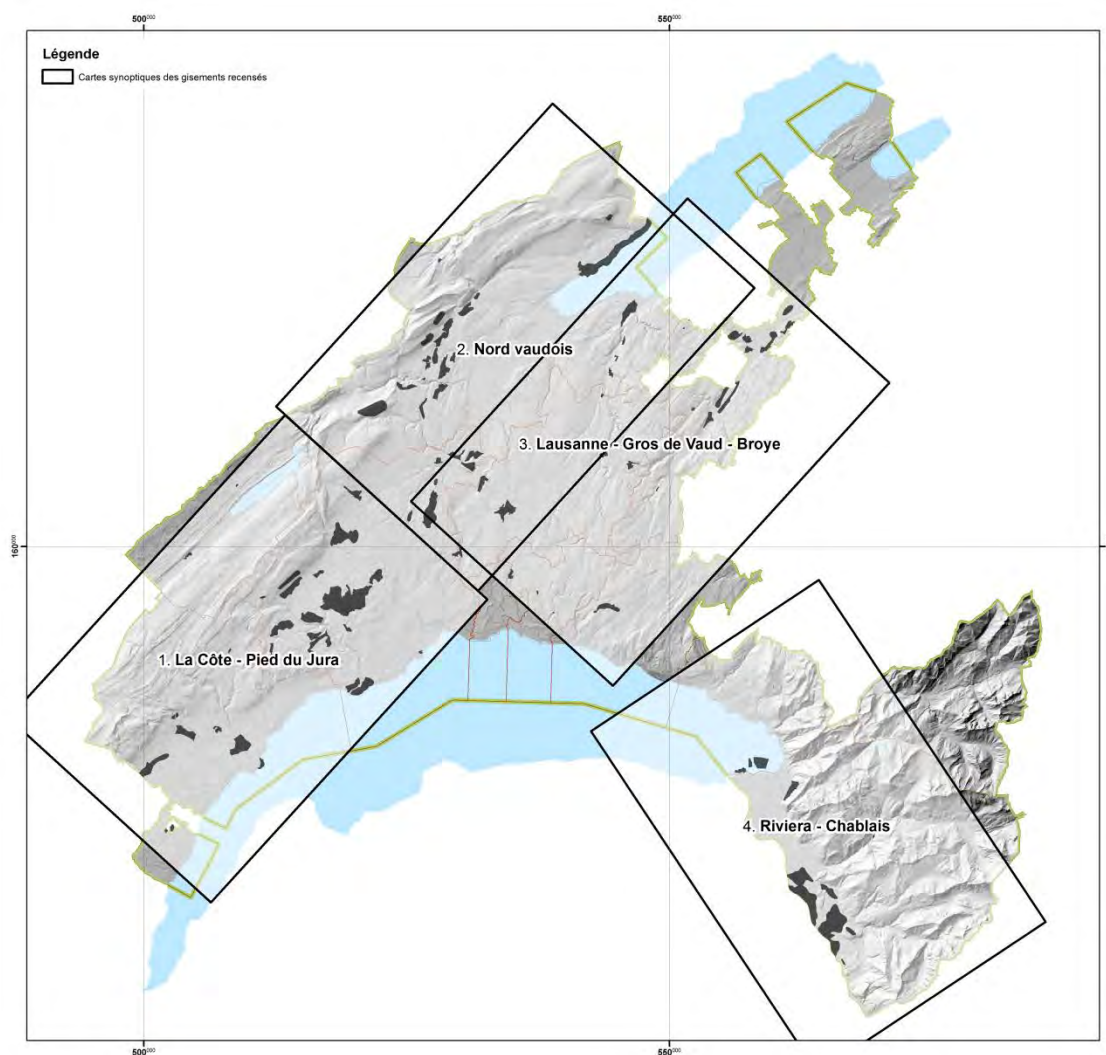 500000
550000
Légende
Cartes synoptiques des gisements recensés
2. Nord vaudois
3. Lausanne - Gros de Vaud - Broye
160000
1. La Côte - Pied du Jura
4. Riviera - Chablais
500000
550000